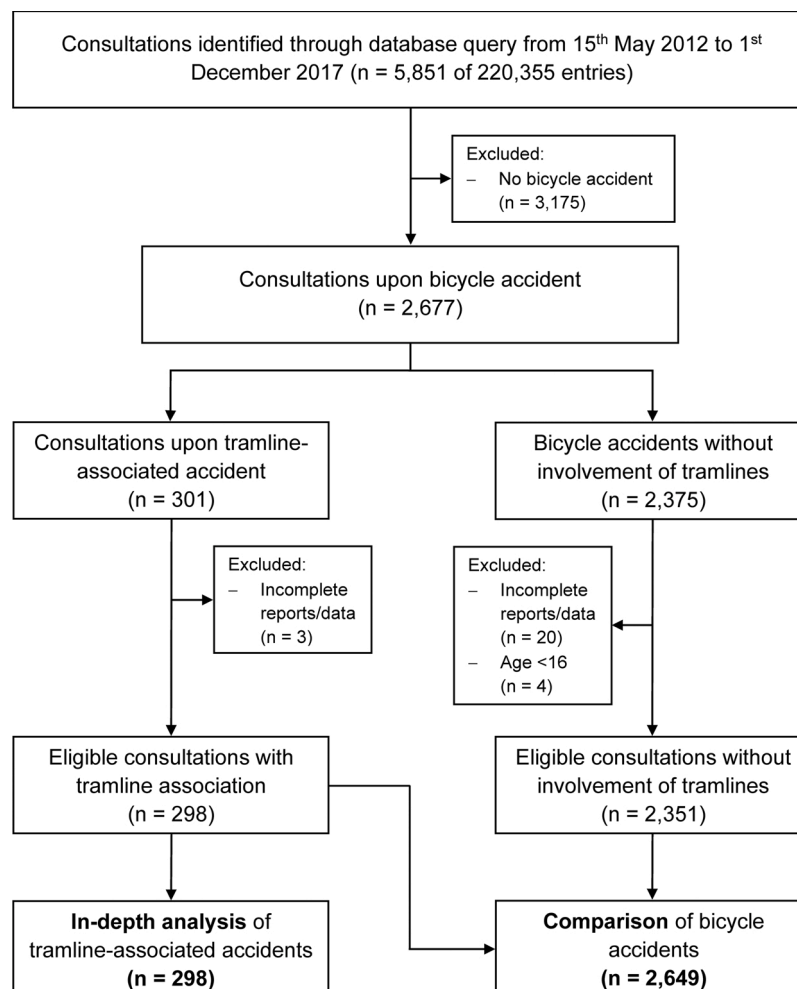 Consultations identified through database query from 15th May 2012 to 1st
December 2017 (n = 5,851 of 220,355 entries)
Excluded:
– No bicycle accident
(n = 3,175)
Consultations upon bicycle accident
(n = 2,677)
Consultations upon tramline-
associated accident
(n = 301)
Bicycle accidents without
involvement of tramlines
(n = 2,375)
Excluded:
– Incomplete
reports/data
(n = 3)
Excluded:
– Incomplete
reports/data
(n = 20)
– Age <16
(n = 4)
Eligible consultations with
tramline association
(n = 298)
Eligible consultations without
involvement of tramlines
(n = 2,351)
In-depth analysis of
tramline-associated accidents
(n = 298)
Comparison of bicycle
accidents
(n = 2,649)